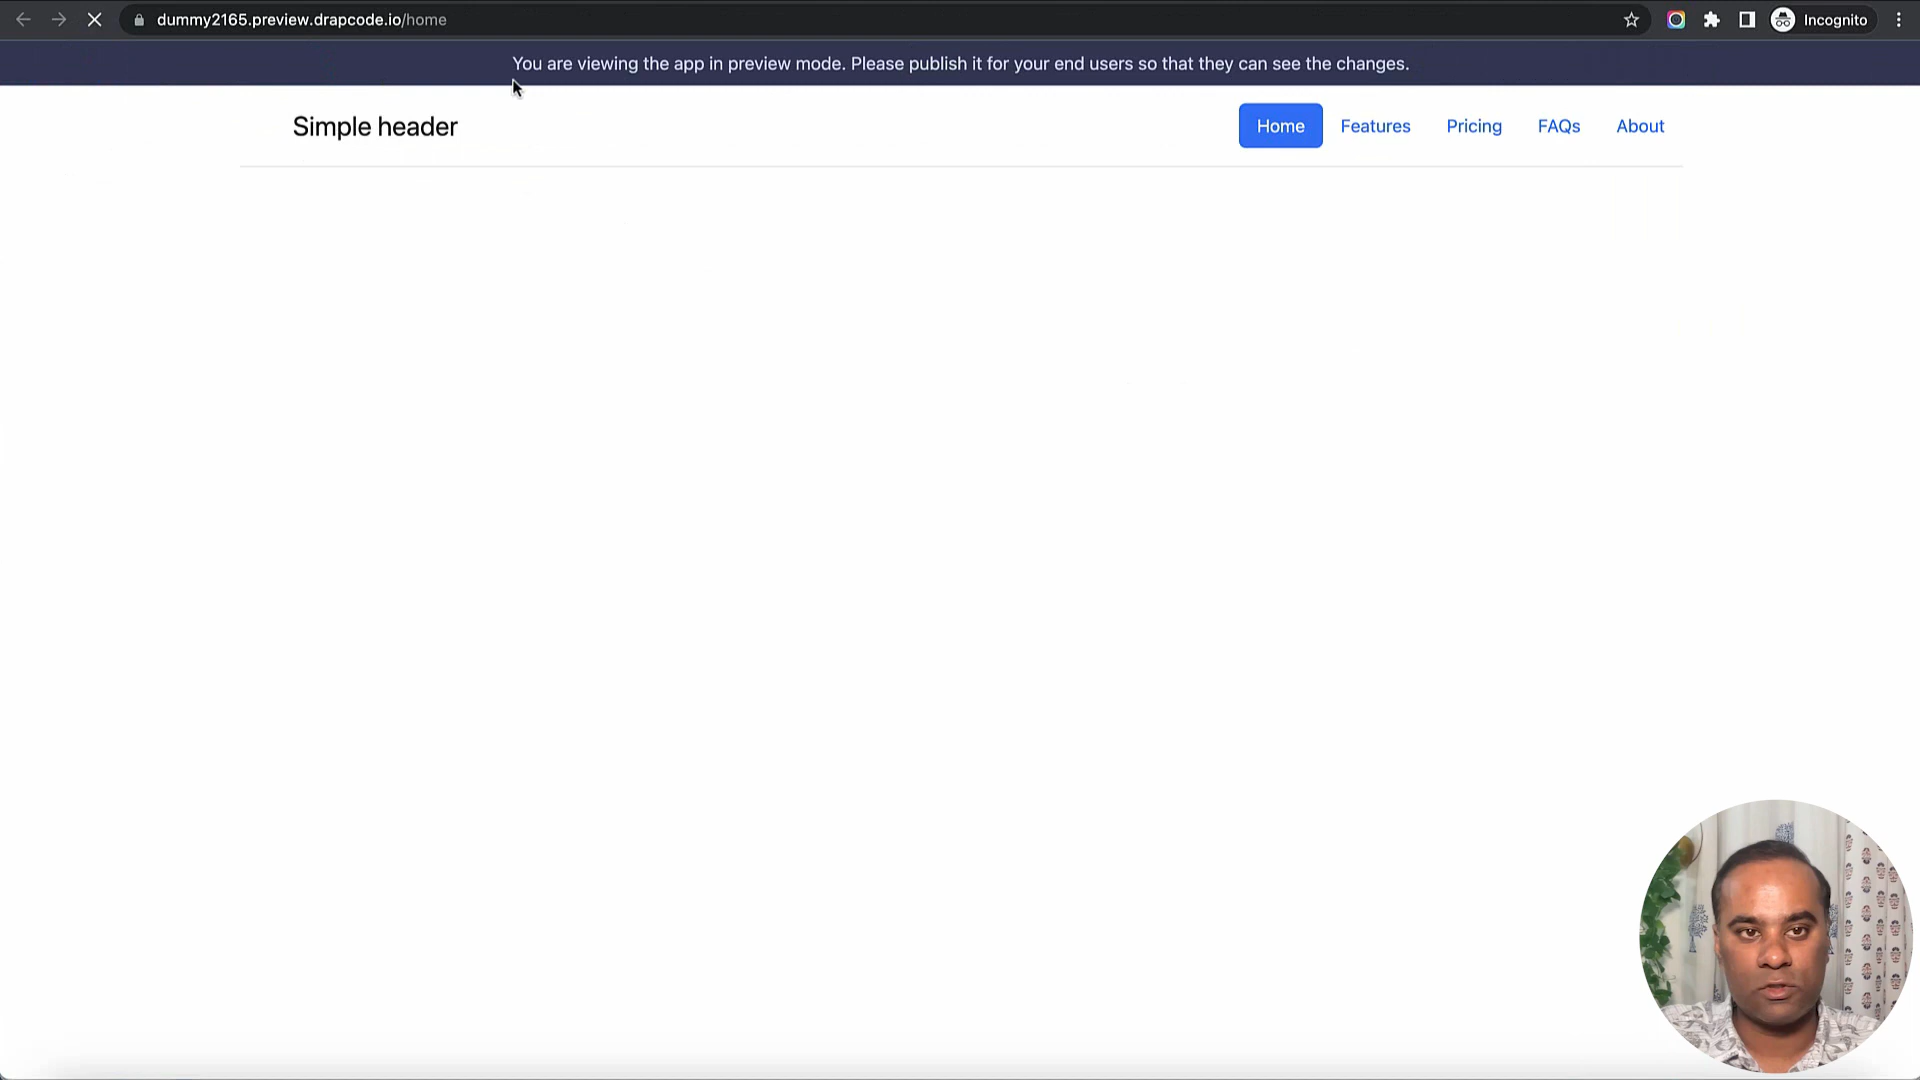 dummy2165.preview.drapcode.io/home
Incognito
You are viewing the app in preview mode. Please publish it for your end users so that they can see the changes.
Simple header
Home
Features
Pricing
FAQs
About